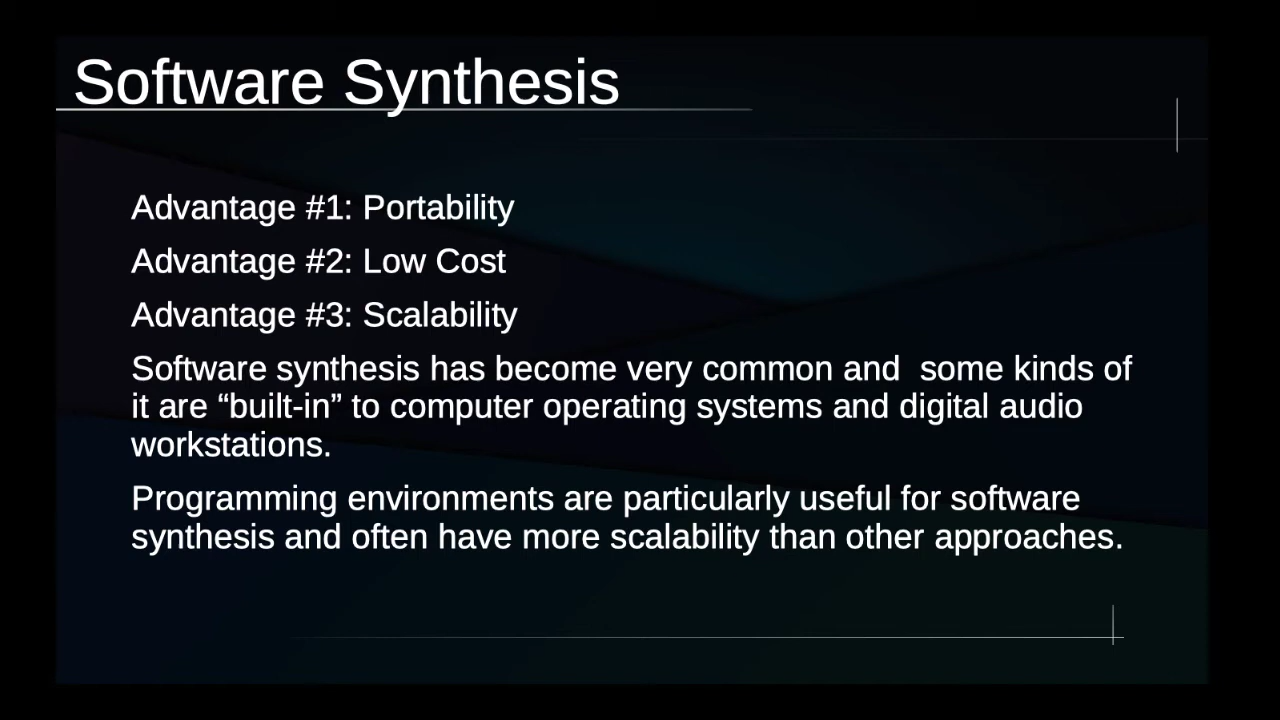 Software Synthesis
Advantage #1: Portability
Advantage #2: Low Cost
Advantage #3: Scalability
Software synthesis has become very common and  some kinds of
it are “built-in” to computer operating systems and digital audio
workstations.
Programming environments are particularly useful for software
synthesis and often have more scalability than other approaches.